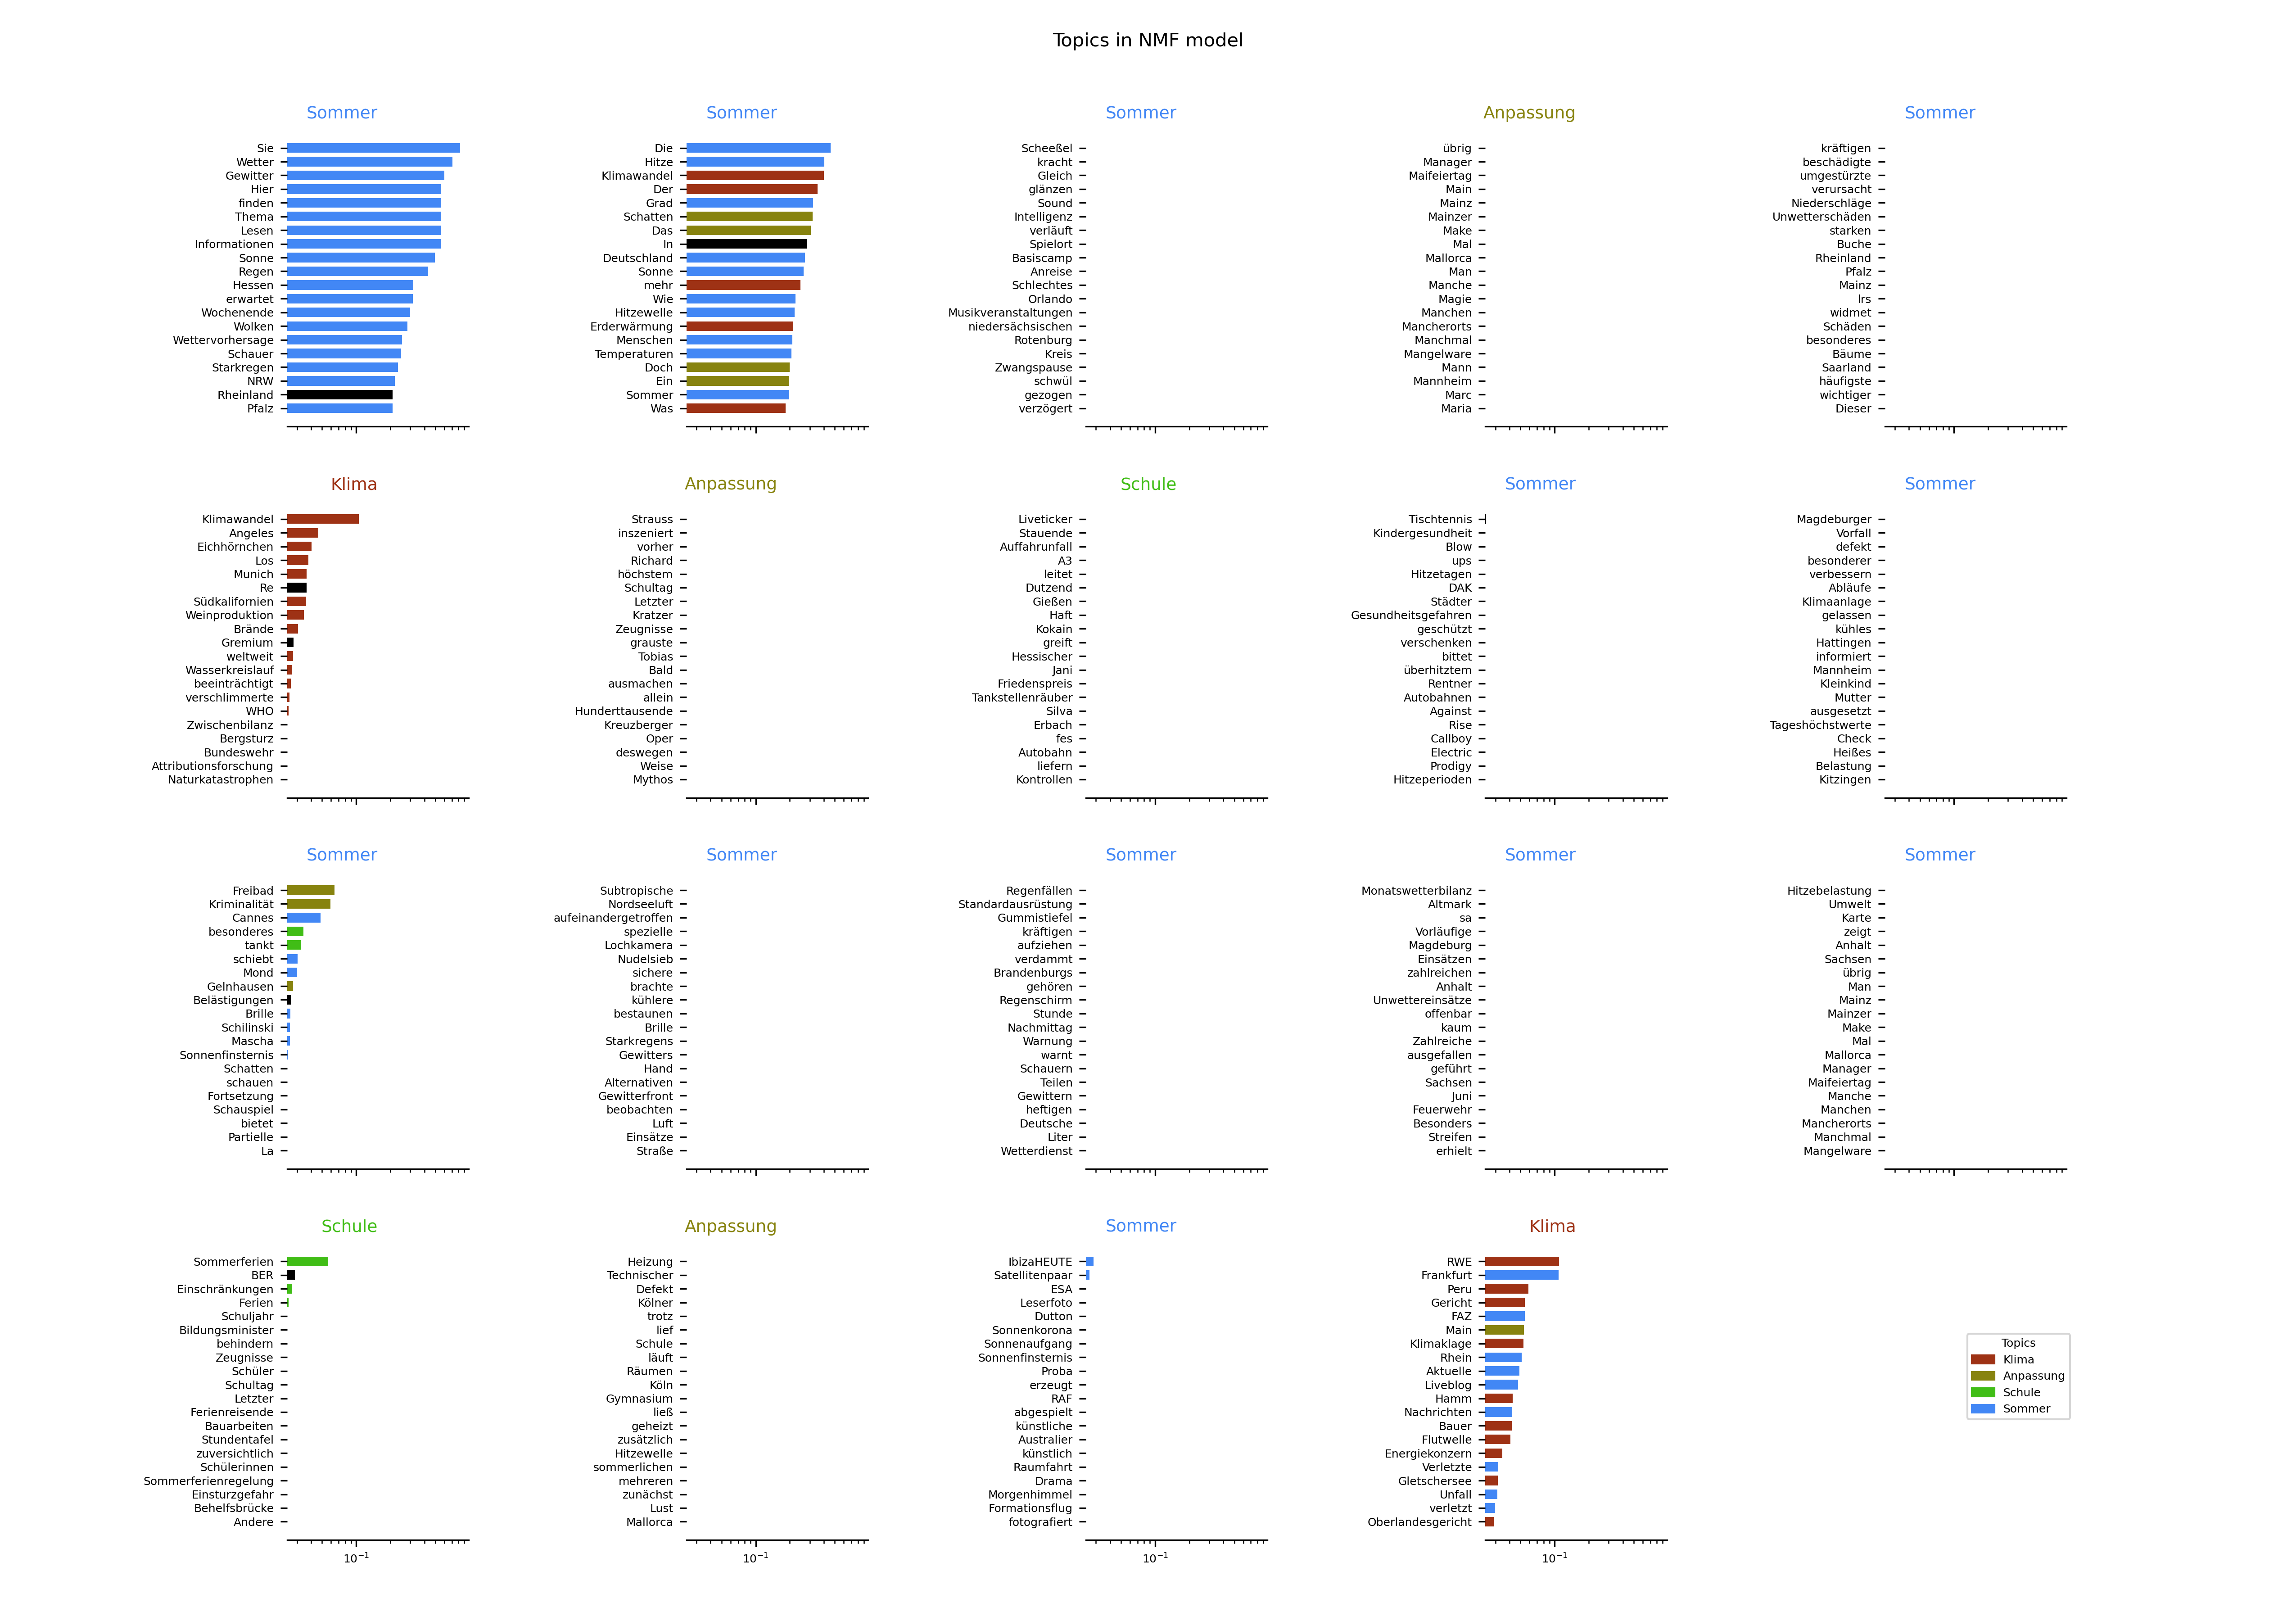 Topics in NMF model
Sommer
Sie
Wetter
Gewitter
Hier
finden
Thema
Lesen
Informationen
Sonne
Regen
Hessen
erwartet
Wochenende
Wolken
Wettervorhersage
Schauer
Starkregen
NRW
Rheinland
Pfalz
Sommer
Die
Hitze
Klimawandel
Der
Grad
Schatten
Das
In
Deutschland
Sonne
mehr
Wie
Hitzewelle
Erderwärmung
Menschen
Temperaturen
Doch
Ein
Sommer
Was
Sommer
Scheeßel
kracht
Gleich
glänzen
Sound
Intelligenz
verläuft
Spielort
Basiscamp
Anreise
Schlechtes
Orlando
Musikveranstaltungen
niedersächsischen
Rotenburg
Kreis
Zwangspause
schwül
gezogen
verzögert
Anpassung
übrig
Manager
Maifeiertag
Main
Mainz
Mainzer
Make
Mal
Mallorca
Man
Manche
Magie
Manchen
Mancherorts
Manchmal
Mangelware
Mann
Mannheim
Marc
Maria
Sommer
kräftigen
beschädigte
umgestürzte
verursacht
Niederschläge
Unwetterschäden
starken
Buche
Rheinland
Pfalz
Mainz
lrs
widmet
Schäden
besonderes
Bäume
Saarland
häufigste
wichtiger
Dieser
Klima
Klimawandel
Angeles
Eichhörnchen
Los
Munich
Re
Südkalifornien
Weinproduktion
Brände
Gremium
weltweit
Wasserkreislauf
beeinträchtigt
verschlimmerte
WHO
Zwischenbilanz
Bergsturz
Bundeswehr
Attributionsforschung
Naturkatastrophen
Anpassung
Strauss
inszeniert
vorher
Richard
höchstem
Schultag
Letzter
Kratzer
Zeugnisse
grauste
Tobias
Bald
ausmachen
allein
Hunderttausende
Kreuzberger
Oper
deswegen
Weise
Mythos
Schule
Liveticker
Stauende
Auffahrunfall
A3
leitet
Dutzend
Gießen
Haft
Kokain
greift
Hessischer
Jani
Friedenspreis
Tankstellenräuber
Silva
Erbach
fes
Autobahn
liefern
Kontrollen
Sommer
Tischtennis
Kindergesundheit
Blow
ups
Hitzetagen
DAK
Städter
Gesundheitsgefahren
geschützt
verschenken
bittet
überhitztem
Rentner
Autobahnen
Against
Rise
Callboy
Electric
Prodigy
Hitzeperioden
Sommer
Magdeburger
Vorfall
defekt
besonderer
verbessern
Abläufe
Klimaanlage
gelassen
kühles
Hattingen
informiert
Mannheim
Kleinkind
Mutter
ausgesetzt
Tageshöchstwerte
Check
Heißes
Belastung
Kitzingen
Sommer
Freibad
Kriminalität
Cannes
besonderes
tankt
schiebt
Mond
Gelnhausen
Belästigungen
Brille
Schilinski
Mascha
Sonnenfinsternis
Schatten
schauen
Fortsetzung
Schauspiel
bietet
Partielle
La
Sommer
Subtropische
Nordseeluft
aufeinandergetroffen
spezielle
Lochkamera
Nudelsieb
sichere
brachte
kühlere
bestaunen
Brille
Starkregens
Gewitters
Hand
Alternativen
Gewitterfront
beobachten
Luft
Einsätze
Straße
Sommer
Regenfällen
Standardausrüstung
Gummistiefel
kräftigen
aufziehen
verdammt
Brandenburgs
gehören
Regenschirm
Stunde
Nachmittag
Warnung
warnt
Schauern
Teilen
Gewittern
heftigen
Deutsche
Liter
Wetterdienst
Sommer
Monatswetterbilanz
Altmark
sa
Vorläufige
Magdeburg
Einsätzen
zahlreichen
Anhalt
Unwettereinsätze
offenbar
kaum
Zahlreiche
ausgefallen
geführt
Sachsen
Juni
Feuerwehr
Besonders
Streifen
erhielt
Sommer
Hitzebelastung
Umwelt
Karte
zeigt
Anhalt
Sachsen
übrig
Man
Mainz
Mainzer
Make
Mal
Mallorca
Manager
Maifeiertag
Manche
Manchen
Mancherorts
Manchmal
Mangelware
Schule
Sommerferien
BER
Einschränkungen
Ferien
Schuljahr
Bildungsminister
behindern
Zeugnisse
Schüler
Schultag
Letzter
Ferienreisende
Bauarbeiten
Stundentafel
zuversichtlich
Schülerinnen
Sommerferienregelung
Einsturzgefahr
Behelfsbrücke
Andere
10⁻¹
Anpassung
Heizung
Technischer
Defekt
Kölner
trotz
lief
Schule
läuft
Räumen
Köln
Gymnasium
ließ
geheizt
zusätzlich
Hitzewelle
sommerlichen
mehreren
zunächst
Lust
Mallorca
10⁻¹
Sommer
IbizaHEUTE
Satellitenpaar
ESA
Leserfoto
Dutton
Sonnenkorona
Sonnenaufgang
Sonnenfinsternis
Proba
erzeugt
RAF
abgespielt
künstliche
Australier
künstlich
Raumfahrt
Drama
Morgenhimmel
Formationsflug
fotografiert
10⁻¹
Klima
RWE
Frankfurt
Peru
Gericht
FAZ
Main
Klimaklage
Rhein
Aktuelle
Liveblog
Hamm
Nachrichten
Bauer
Flutwelle
Energiekonzern
Verletzte
Gletschersee
Unfall
verletzt
Oberlandesgericht
10⁻¹
Topics
Klima
Anpassung
Schule
Sommer